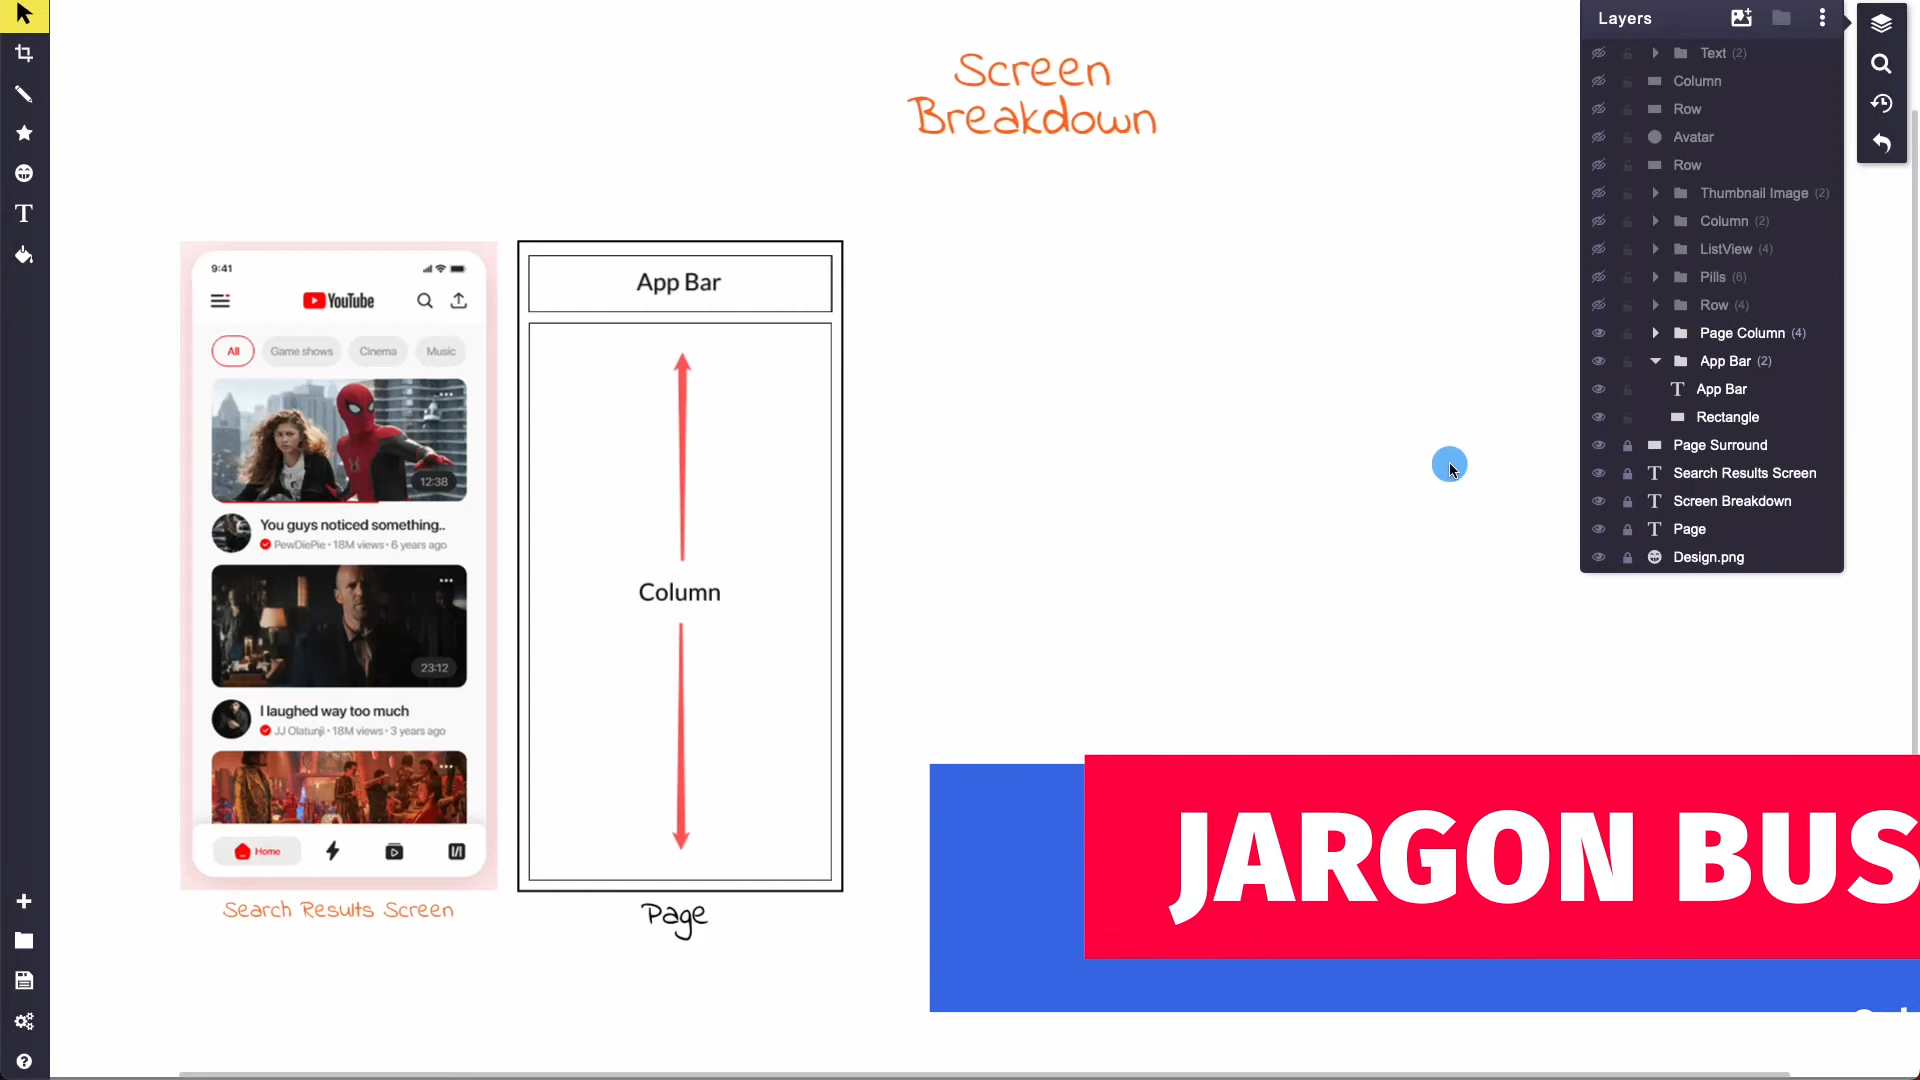 Screen
Breakdown
9:41
YouTube
All
Game shows
Cinema
Music
12:38
You guys noticed something..
PewDiePie • 18M views • 6 years ago
23:12
I laughed way too much
JJ Olatunji • 18M views • 3 years ago
Home
Search Results Screen
App Bar
Column
Page
JARGON BUS
Layers
Text (2)
Column
Row
Avatar
Row
Thumbnail Image (2)
Column (2)
ListView (4)
Pills (6)
Row (4)
Page Column (4)
App Bar (2)
App Bar
Rectangle
Page Surround
Search Results Screen
Screen Breakdown
Page
Design.png